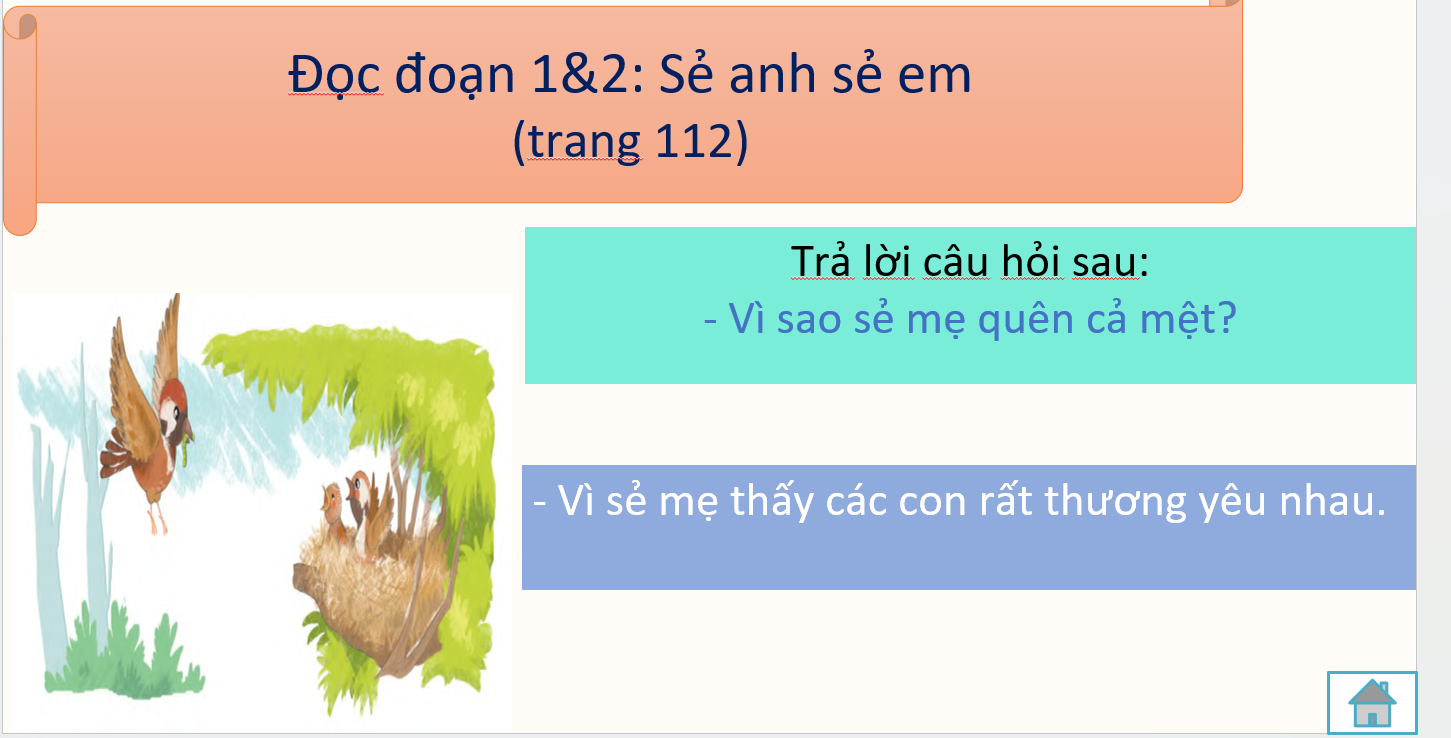 Đọc đoạn 1&2: Sẻ anh sẻ em
(trang 112)
Trả lời câu hỏi sau:
- Vì sao sẻ mẹ quên cả mệt?
- Vì sẻ mẹ thấy các con rất thương yêu nhau.